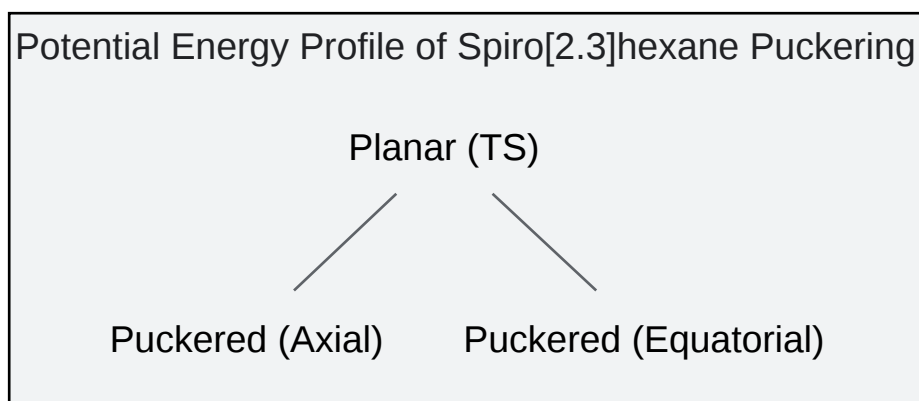 Potential Energy Profile of Spiro[2.3]hexane Puckering
Planar (TS)
Puckered (Axial)
Puckered (Equatorial)